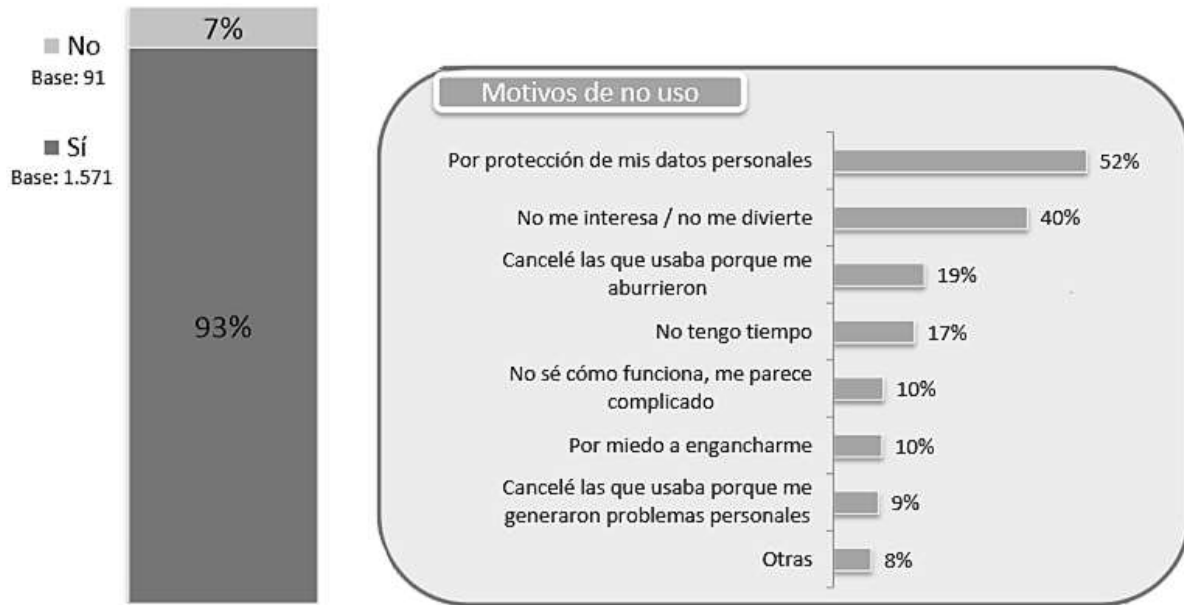 7%
No
Base: 91
Sí
Base: 1.571
93%
Motivos de no uso
Por protección de mis datos personales
52%
No me interesa / no me divierte
40%
Cancelé las que usaba porque me
aburrieron
19%
No tengo tiempo
17%
No sé cómo funciona, me parece
complicado
10%
Por miedo a engancharme
10%
Cancelé las que usaba porque me
generaron problemas personales
9%
Otras
8%